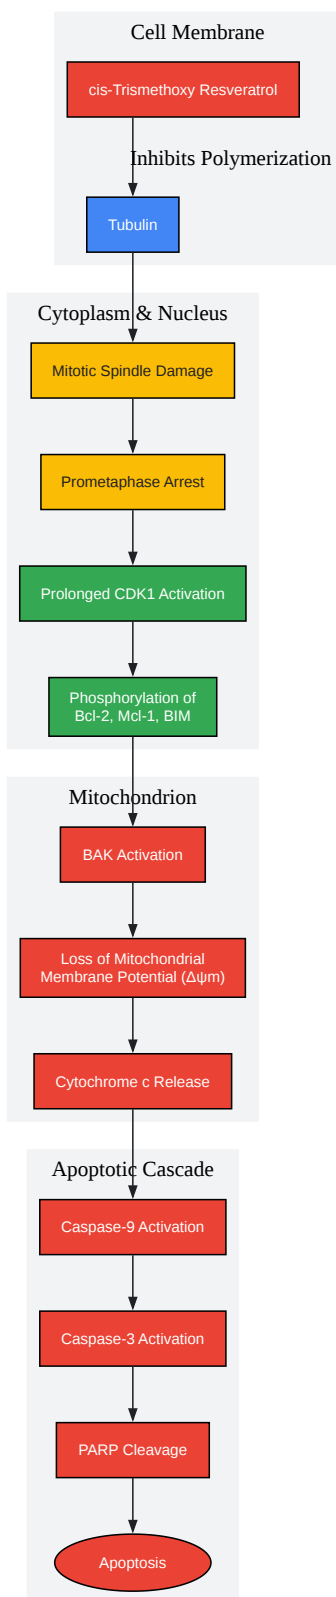 Cell Membrane
cis-Trismethoxy Resveratrol
Inhibits Polymerization
Tubulin
Cytoplasm & Nucleus
Mitotic Spindle Damage
Prometaphase Arrest
Prolonged CDK1 Activation
Phosphorylation of
Bcl-2, Mcl-1, BIM
Mitochondrion
BAK Activation
Loss of Mitochondrial
Membrane Potential (Δψm)
Cytochrome c Release
Apoptotic Cascade
Caspase-9 Activation
Caspase-3 Activation
PARP Cleavage
Apoptosis